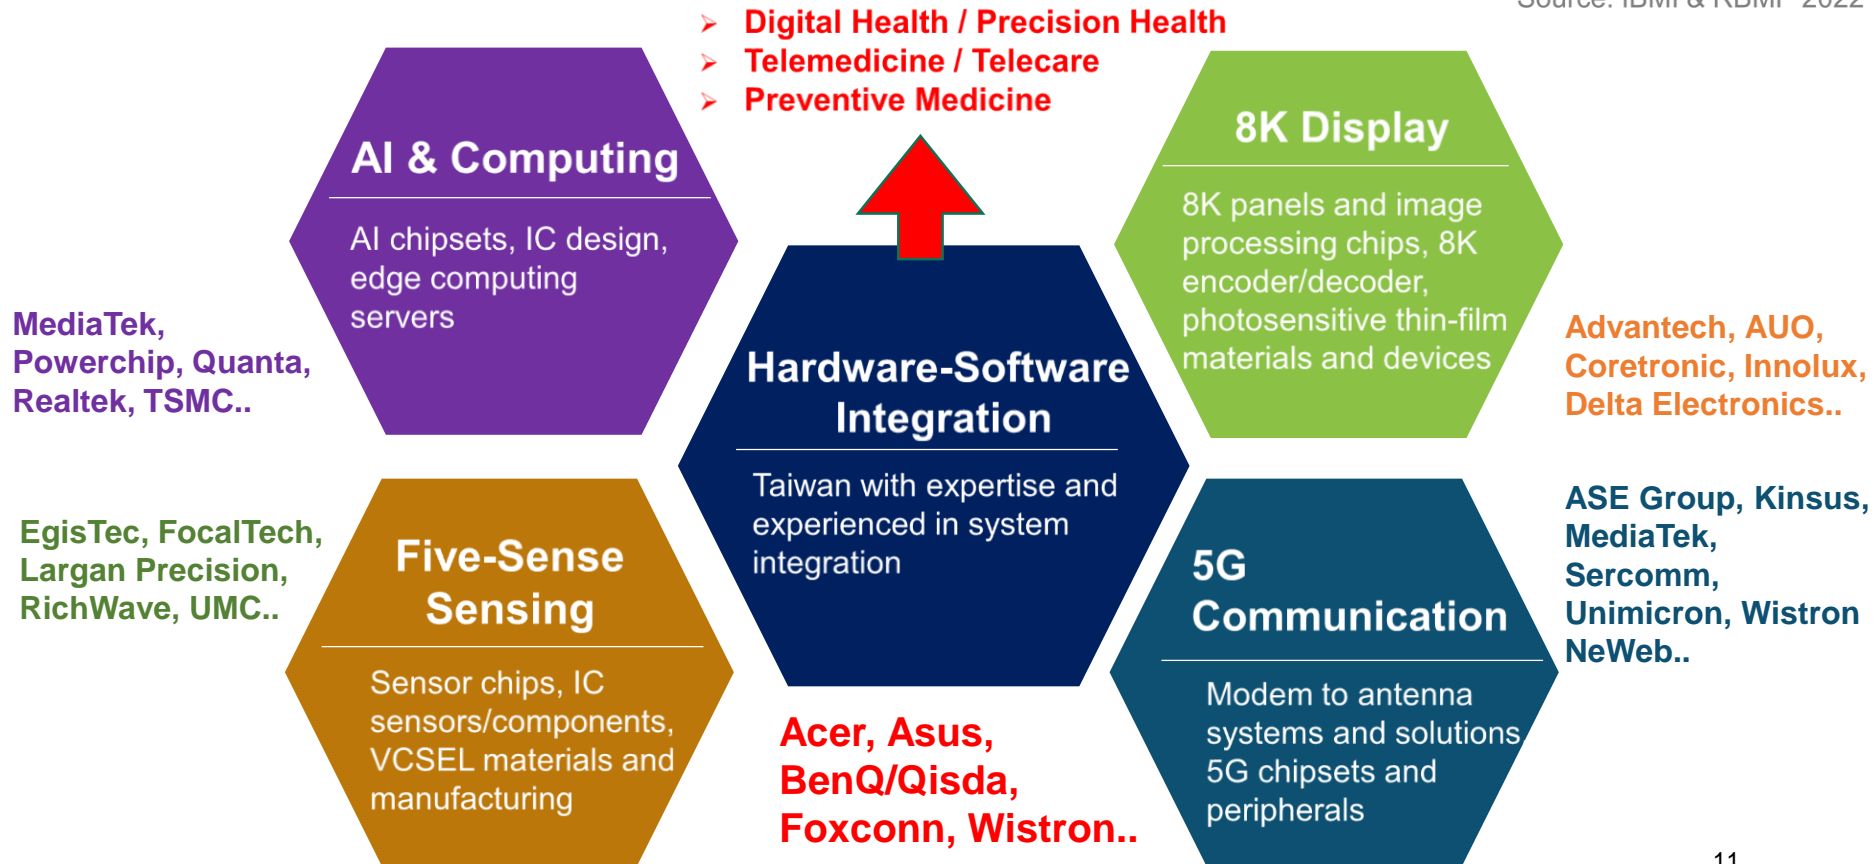 Source: IBMI & RBMP 2022
➢ Digital Health / Precision Health
➢ Telemedicine / Telecare
➢ Preventive Medicine
AI & Computing
AI chipsets, IC design,
edge computing
servers
MediaTek,
Powerchip, Quanta,
Realtek, TSMC..
8K Display
8K panels and image
processing chips, 8K
encoder/decoder,
photosensitive thin-film
materials and devices
Advantech, AUO,
Coretronic, Innolux,
Delta Electronics..
Hardware-Software
Integration
Taiwan with expertise and
experienced in system
integration
Acer, Asus,
BenQ/Qisda,
Foxconn, Wistron..
EgisTec, FocalTech,
Largan Precision,
RichWave, UMC..
Five-Sense
Sensing
Sensor chips, IC
sensors/components,
VCSEL materials and
manufacturing
5G
Communication
Modem to antenna
systems and solutions
5G chipsets and
peripherals
ASE Group, Kinsus,
MediaTek,
Sercomm,
Unimicron, Wistron
NeWeb..
11